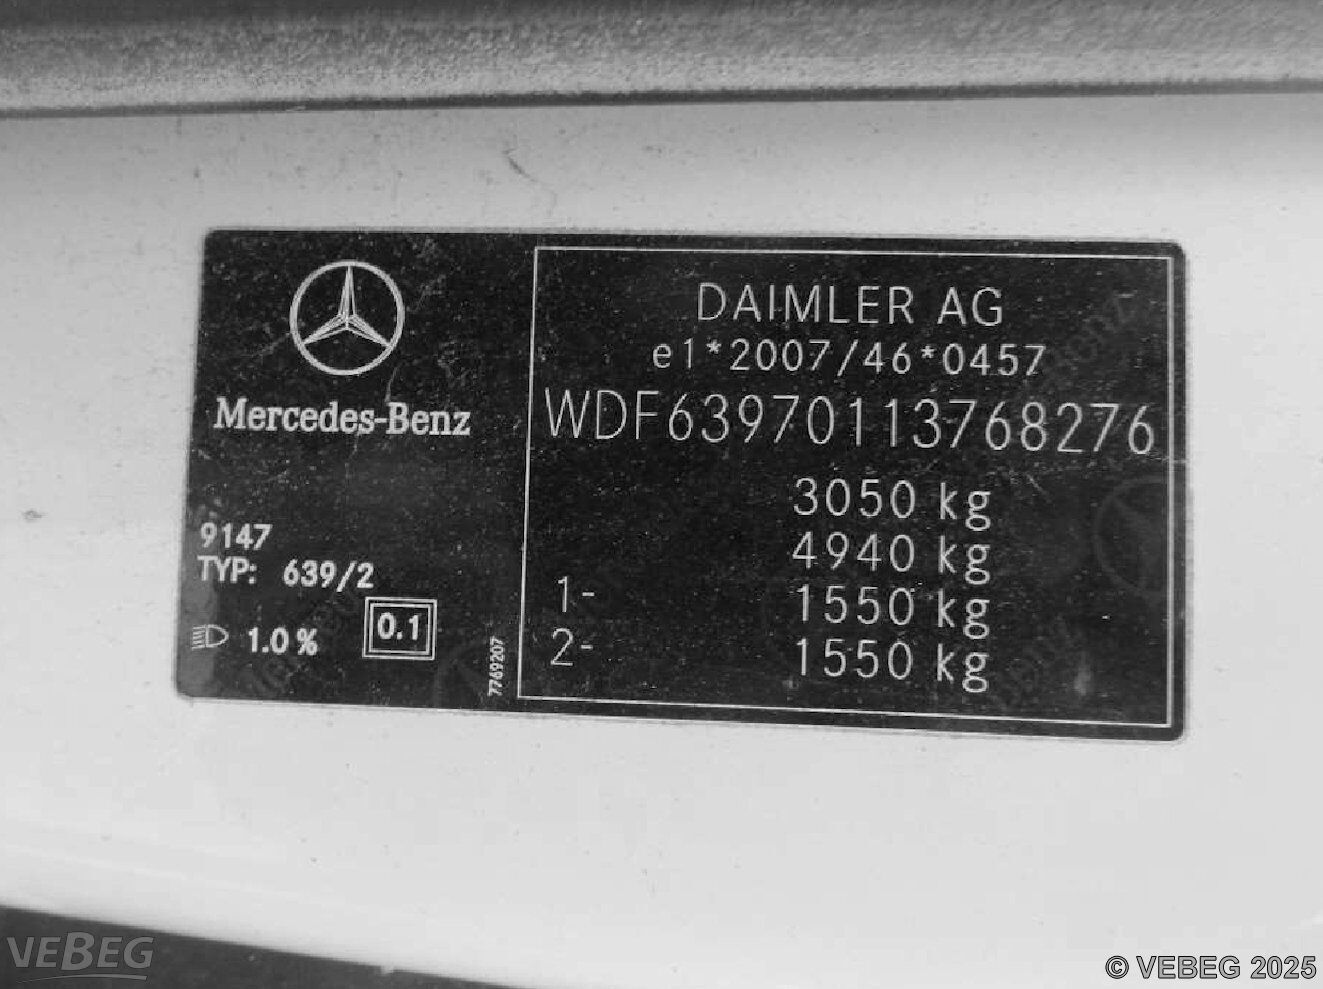 Mercedes-Benz
9147
TYP: 639/2
1.0 %
0.1
7769207
DAIMLER AG
e1*2007/46*0457
WDF63970113768276
3050 kg
4940 kg
1- 1550 kg
2- 1550 kg
VEBEG
© VEBEG 2025